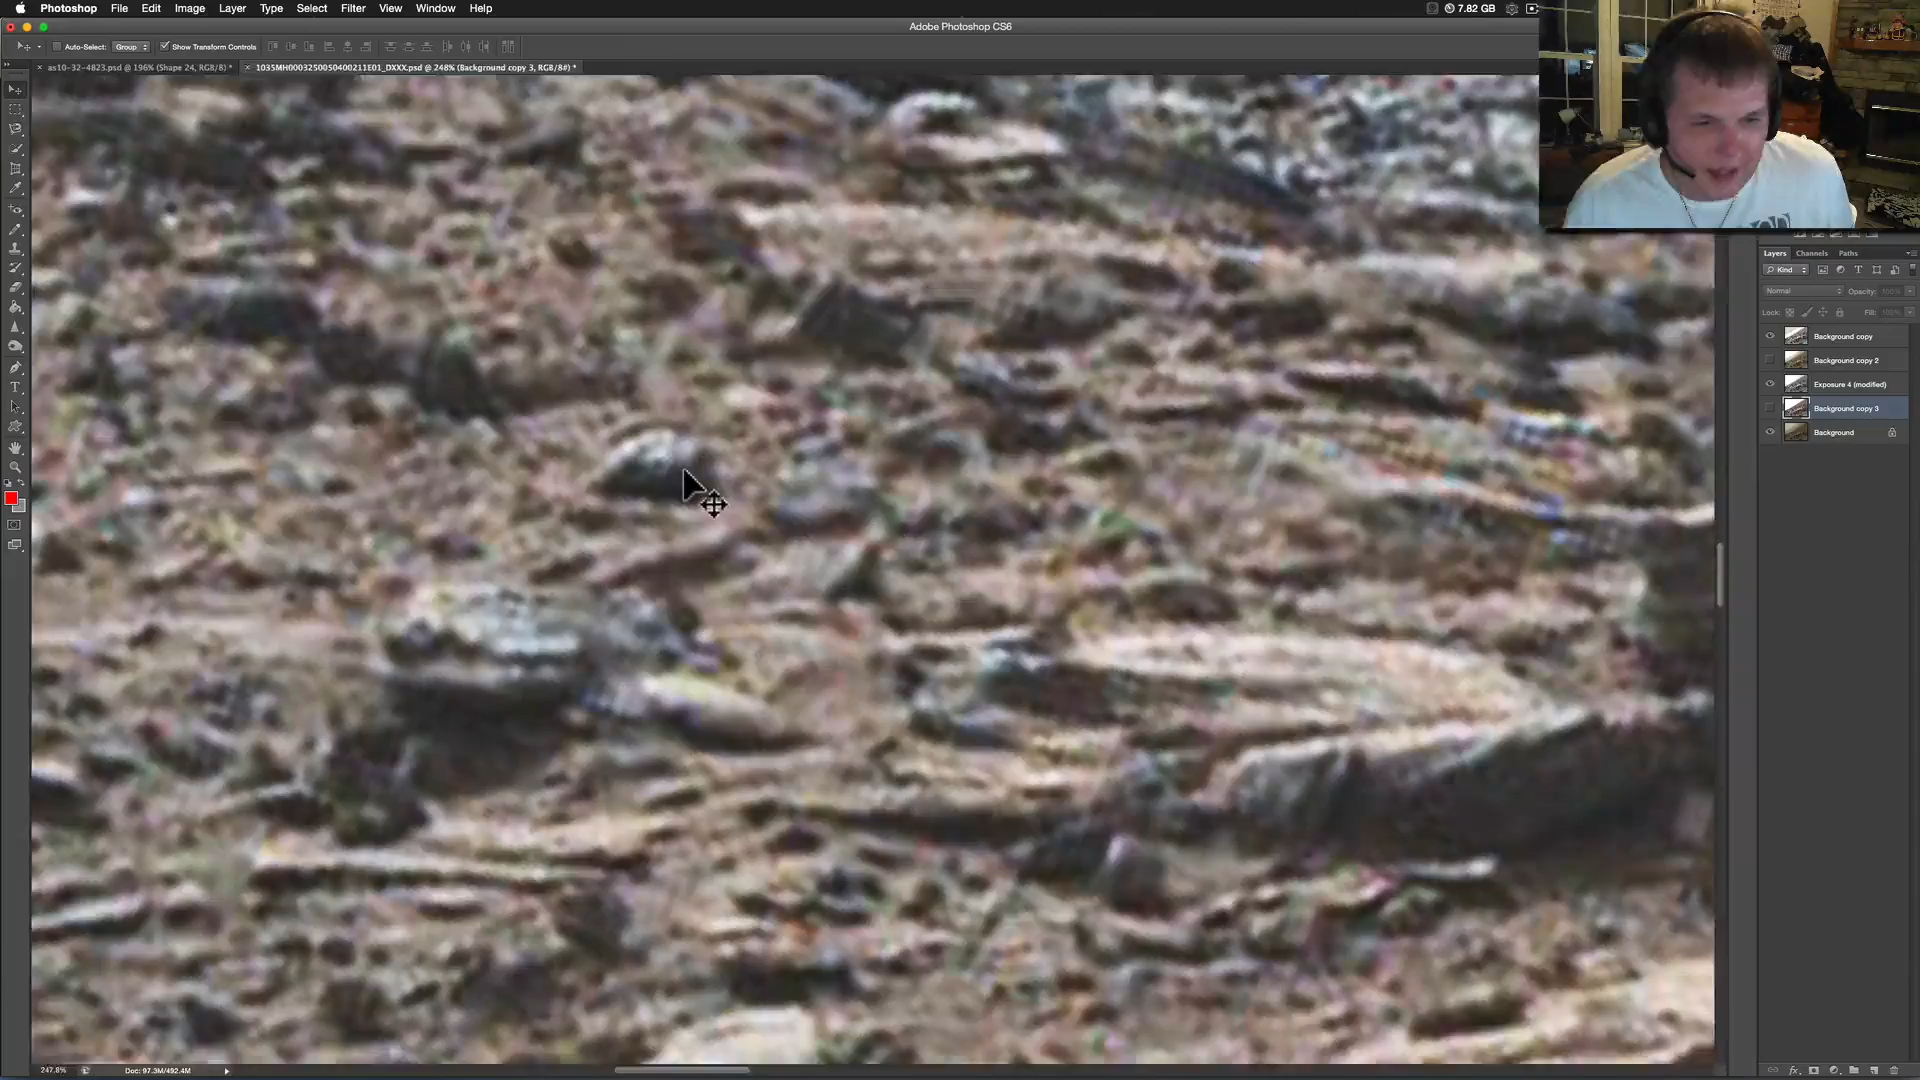 Photoshop File Edit Image Layer Type Select Filter View Window Help 7.82 GB
Adobe Photoshop CS6
Auto-Select: Group Show Transform Controls
as10-32-4823.psd @ 196% (Shape 24, RGB/8) * 1035MH0003250050400211E01_DXXX.psd @ 248% (Background copy 3, RGB/8#) *
Layers Channels Paths
Kind
Normal Opacity: 100%
Lock: Fill: 100%
Background copy
Background copy 2
Exposure 4 (modified)
Background copy 3
Background
247.8% Doc: 97.3M/492.4M